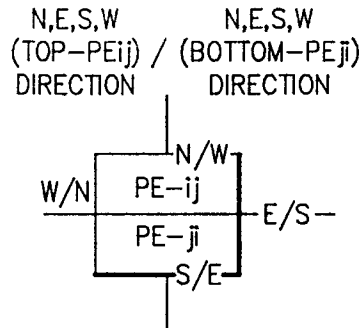 N,E,S,W N,E,S,W
(TOP-PEij) / (BOTTOM-PEji)
DIRECTION DIRECTION
N/W
W/N PE-ij
E/S
PE-ji
S/E